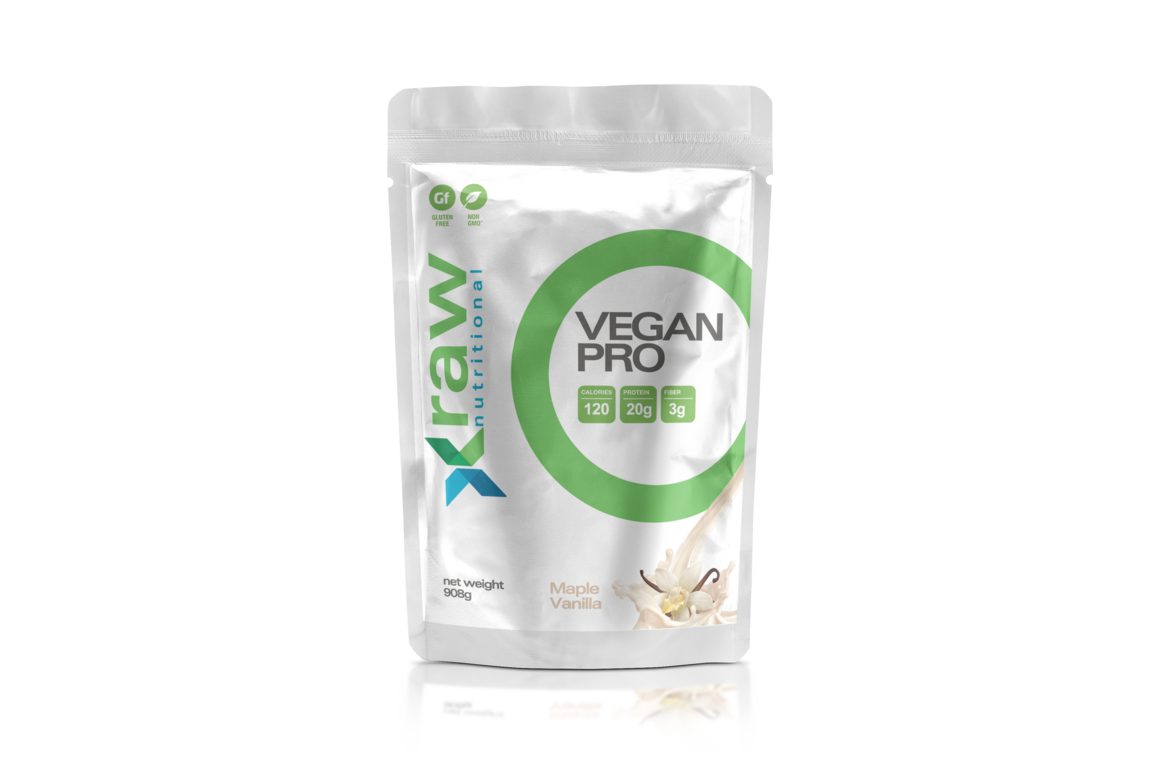 Gf
GLUTEN
FREE
NON
GMO™
raw
nutritional
VEGAN
PRO
CALORIES
120
PROTEIN
20g
FIBER
3g
net weight
908g
Maple
Vanilla